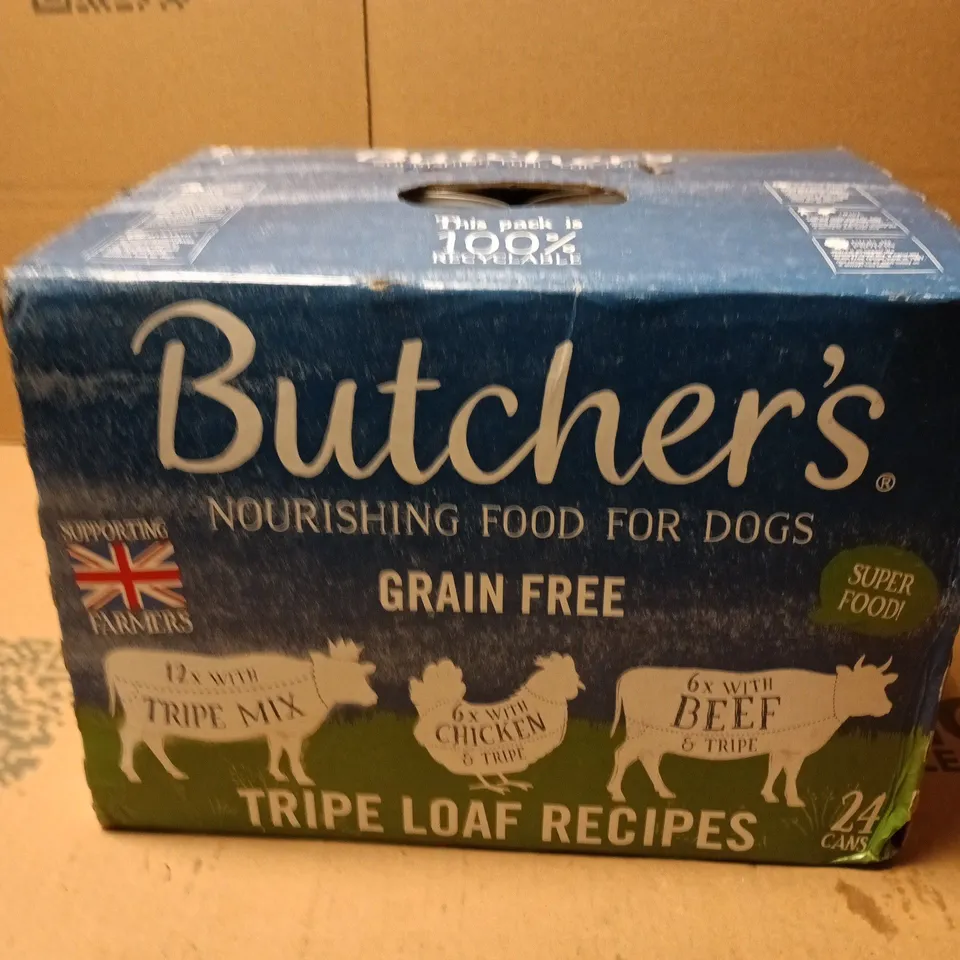 This pack is
100%
RECYCLABLE
Butcher's®
NOURISHING FOOD FOR DOGS
SUPPORTING
FARMERS
GRAIN FREE
SUPER
FOOD!
12x WITH
TRIPE MIX
6x WITH
CHICKEN
& TRIPE
6x WITH
BEEF
& TRIPE
TRIPE LOAF RECIPES
24
CANS